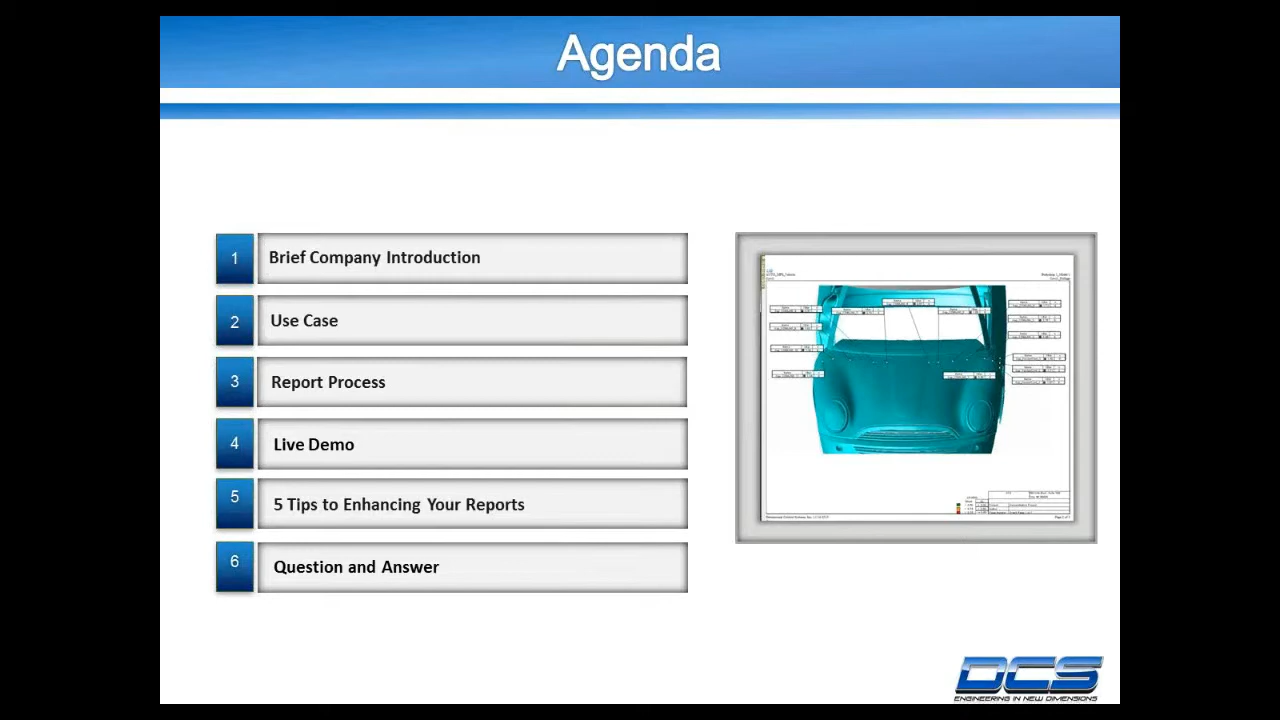 Agenda
1
Brief Company Introduction
2
Use Case
3
Report Process
4
Live Demo
5
5 Tips to Enhancing Your Reports
6
Question and Answer
DCS
ENGINEERING IN NEW DIMENSIONS